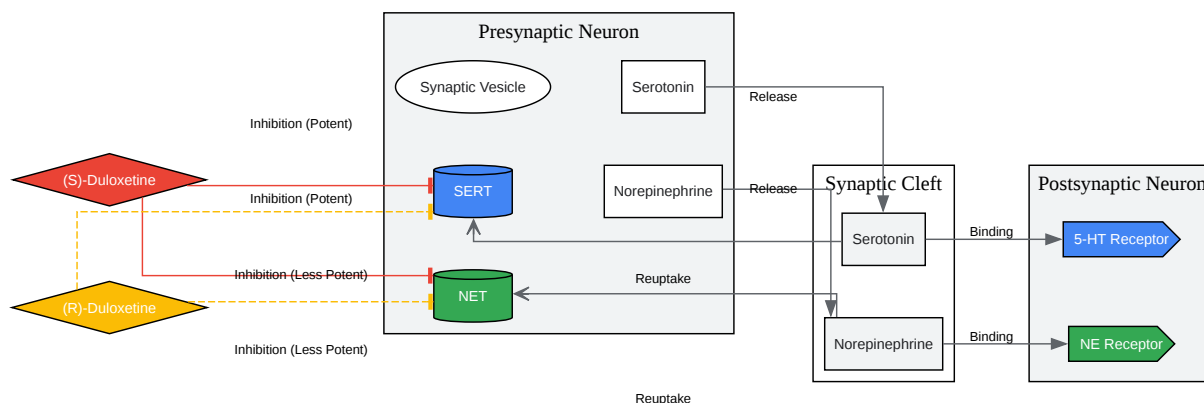 Presynaptic Neuron
Synaptic Vesicle
Serotonin
Release
Inhibition (Potent)
(S)-Duloxetine
SERT
Norepinephrine
Release
Synaptic Cleft
Postsynaptic Neuron
Inhibition (Potent)
Serotonin
Binding
5-HT Receptor
Inhibition (Less Potent)
Reuptake
NET
(R)-Duloxetine
Norepinephrine
Binding
NE Receptor
Inhibition (Less Potent)
Reuptake